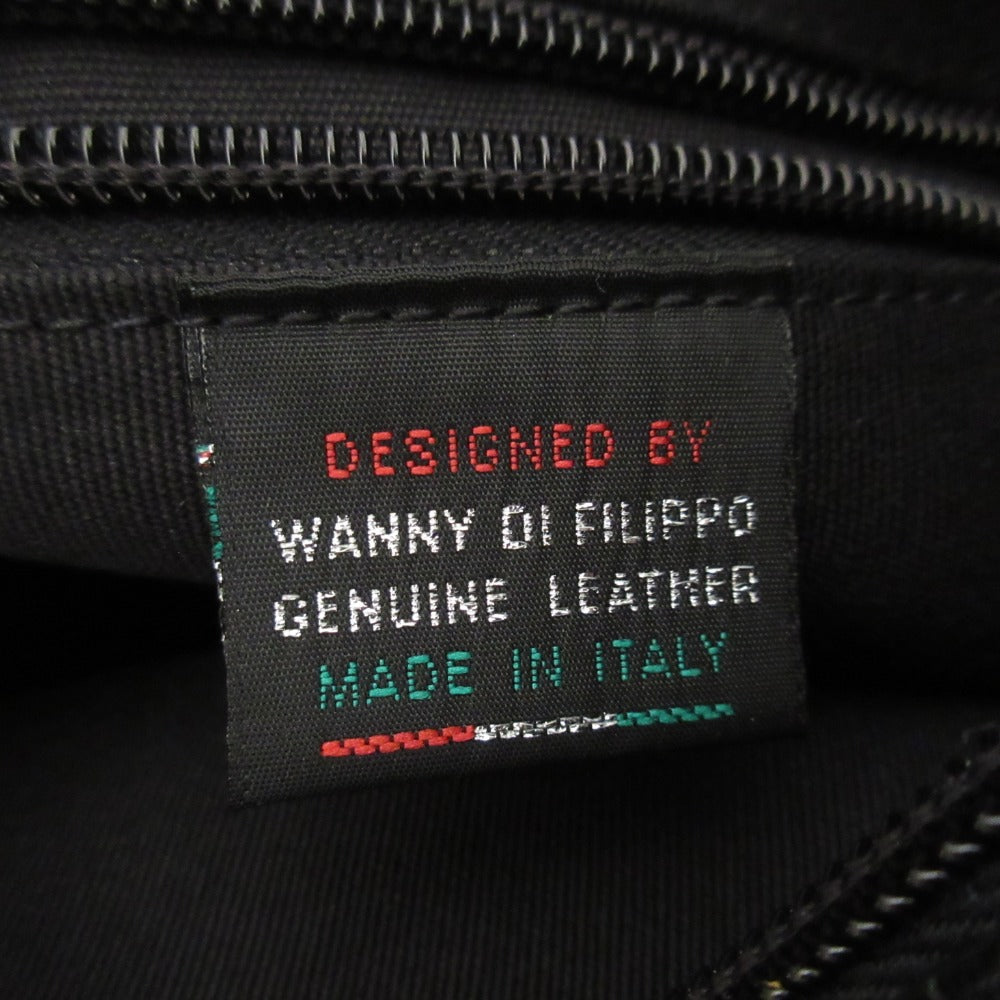 DESIGNED BY
WANNY DI FILIPPO
GENUINE LEATHER
MADE IN ITALY